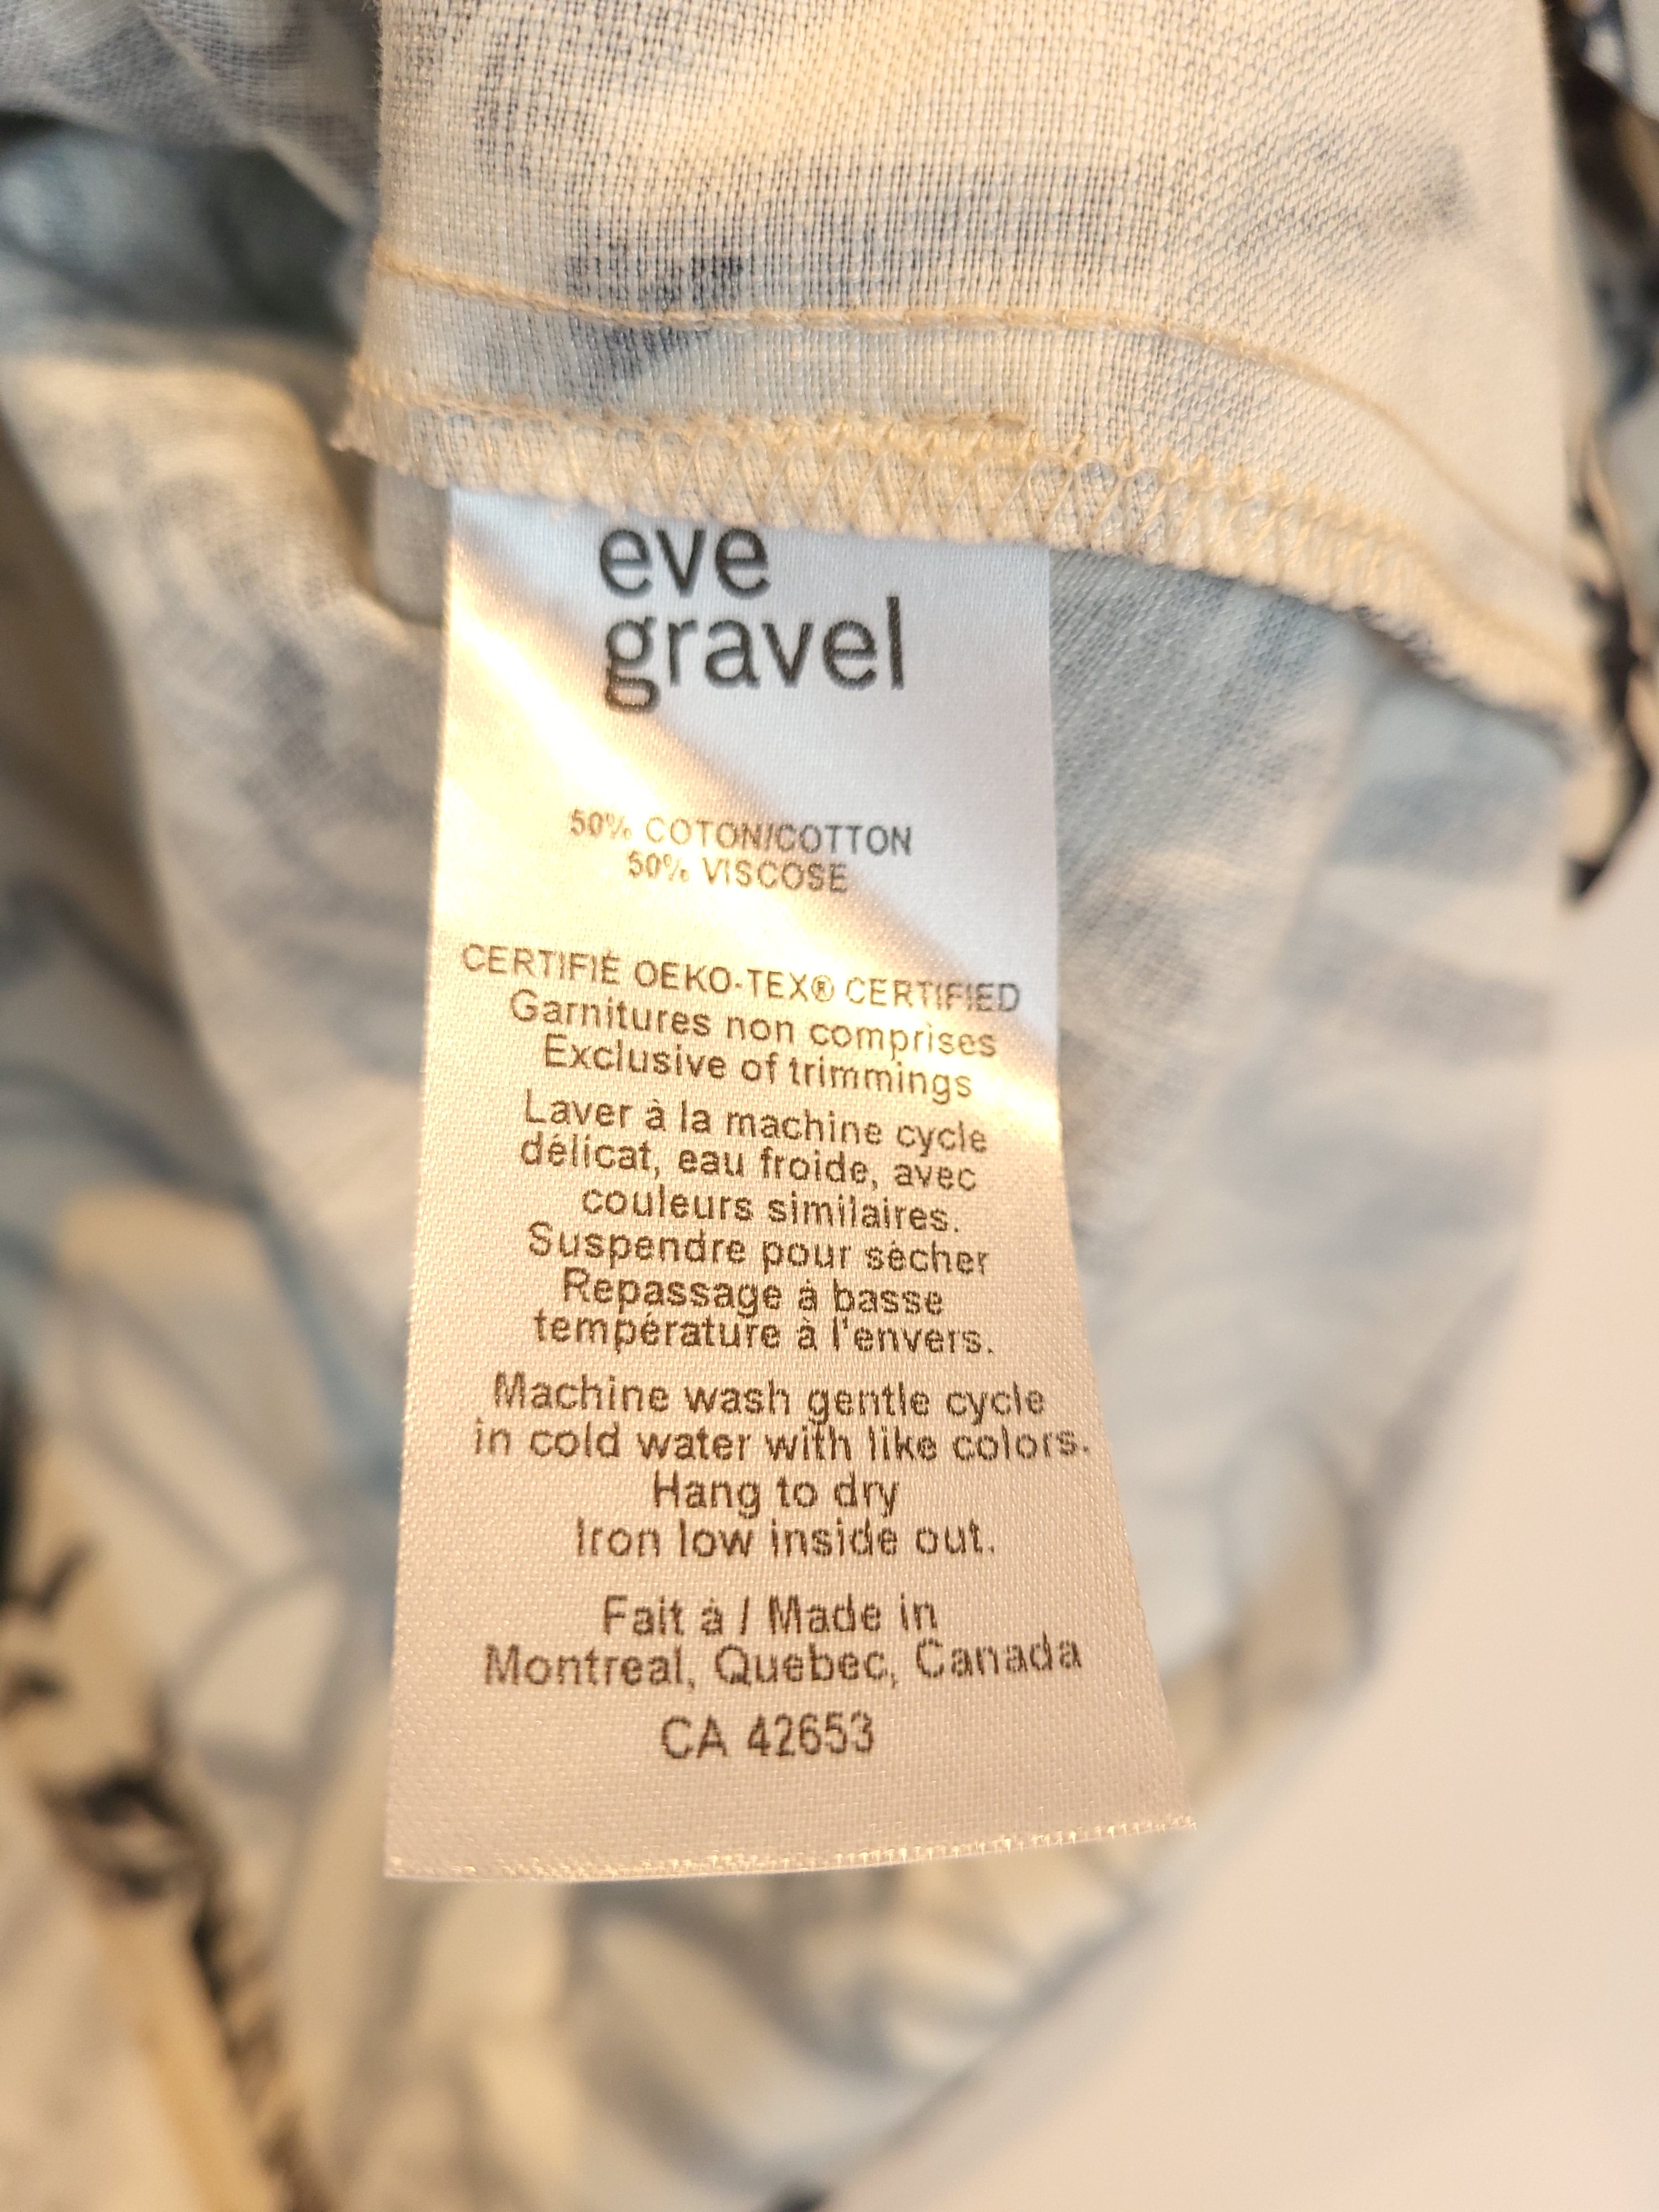 eve
gravel
50% COTON/COTTON
50% VISCOSE
CERTIFIÉ OEKO-TEX® CERTIFIED
Garnitures non comprises
Exclusive of trimmings
Laver à la machine cycle
délicat, eau froide, avec
couleurs similaires.
Suspendre pour sécher
Repassage à basse
température à l'envers.
Machine wash gentle cycle
in cold water with like colors.
Hang to dry
Iron low inside out.
Fait à / Made in
Montreal, Quebec, Canada
CA 42653